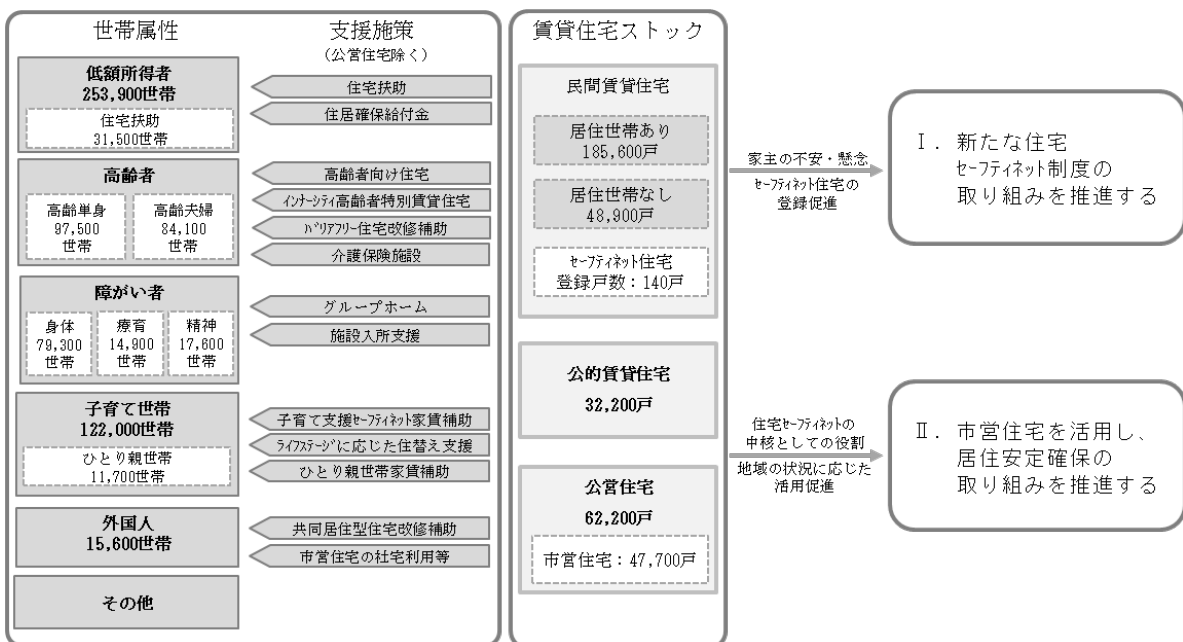 世帯属性
支援施策
(公営住宅除く)
低額所得者
253,900世帯
住宅扶助
31,500世帯
住宅扶助
住居確保給付金
高齢者
高齢単身
97,500
世帯
高齢夫婦
84,100
世帯
高齢者向け住宅
インナーシティ高齢者特別賃貸住宅
バリアフリー住宅改修補助
介護保険施設
障がい者
身体
79,300
世帯
療育
14,900
世帯
精神
17,600
世帯
グループホーム
施設入所支援
子育て世帯
122,000世帯
ひとり親世帯
11,700世帯
子育て支援セーフティネット家賃補助
ライフステージに応じた住替え支援
ひとり親世帯家賃補助
外国人
15,600世帯
共同居住型住宅改修補助
市営住宅の社宅利用等
その他
賃貸住宅ストック
民間賃貸住宅
居住世帯あり
185,600戸
居住世帯なし
48,900戸
セーフティネット住宅
登録戸数：140戸
公的賃貸住宅
32,200戸
公営住宅
62,200戸
市営住宅：47,700戸
家主の不安・懸念
セーフティネット住宅の
登録促進
Ⅰ．新たな住宅
セーフティネット制度の
取り組みを推進する
住宅セーフティネットの
中核としての役割
地域の状況に応じた
活用促進
Ⅱ．市営住宅を活用し、
居住安定確保の
取り組みを推進する